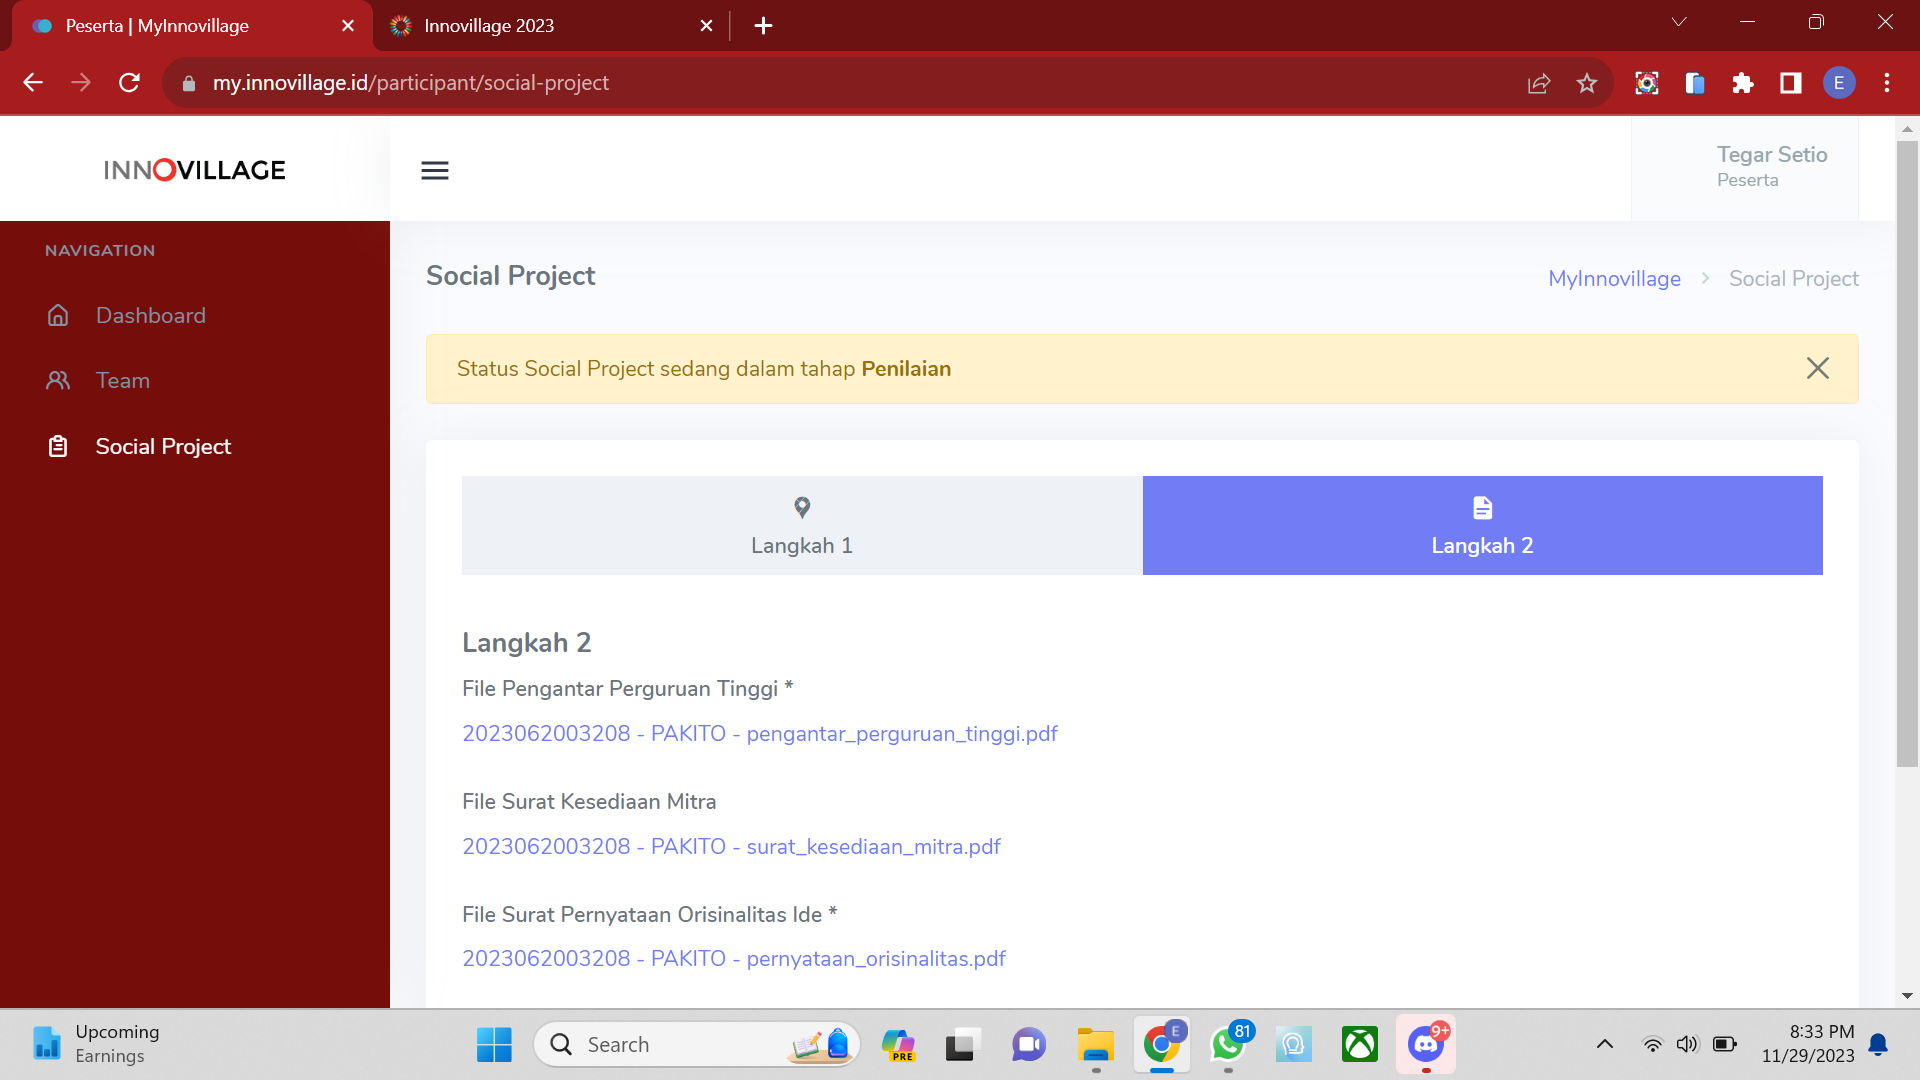 Peserta | MyInnovillage
Innovillage 2023
my.innovillage.id/participant/social-project
E
INNOVILLAGE
Tegar Setio
Peserta
NAVIGATION
Dashboard
Team
Social Project
Social Project
MyInnovillage > Social Project
Status Social Project sedang dalam tahap Penilaian
Langkah 1
Langkah 2
Langkah 2
File Pengantar Perguruan Tinggi *
2023062003208 - PAKITO - pengantar_perguruan_tinggi.pdf
File Surat Kesediaan Mitra
2023062003208 - PAKITO - surat_kesediaan_mitra.pdf
File Surat Pernyataan Orisinalitas Ide *
2023062003208 - PAKITO - pernyataan_orisinalitas.pdf
Upcoming
Earnings
Search
PRE
E
81
9+
8:33 PM
11/29/2023